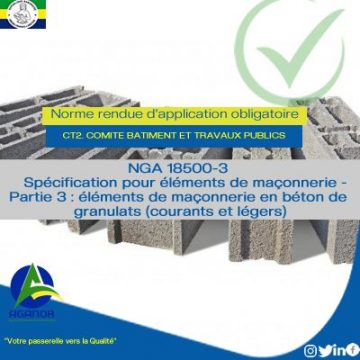 Norme rendue d'application obligatoire
CT2. COMITE BATIMENT ET TRAVAUX PUBLICS
NGA 18500-3
Spécification pour éléments de maçonnerie -
Partie 3 : éléments de maçonnerie en béton de
granulats (courants et légers)
AGANOR
"Votre passerelle vers la Qualité"